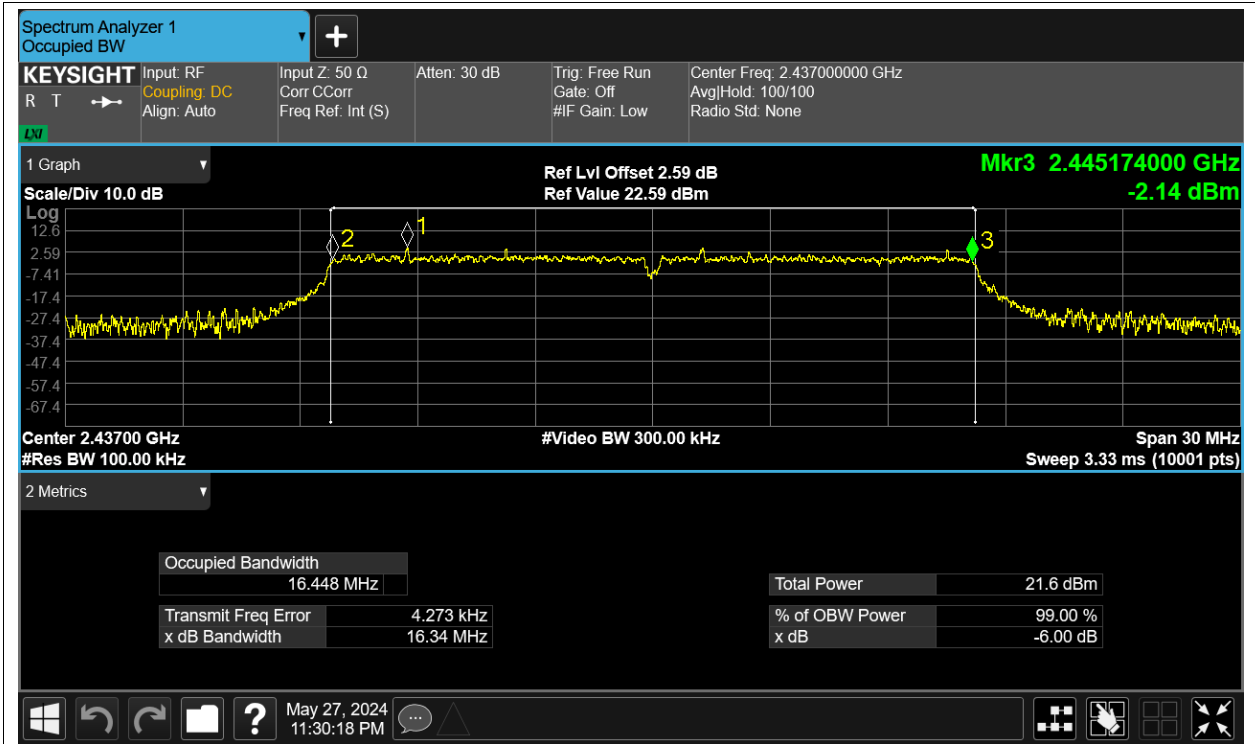 Spectrum Analyzer 1
Occupied BW
KEYSIGHT
R T
LXI
Input: RF
Coupling: DC
Align: Auto
Input Z: 50 Ω
Corr CCorr
Freq Ref: Int (S)
Atten: 30 dB
Trig: Free Run
Gate: Off
#IF Gain: Low
Center Freq: 2.437000000 GHz
Avg|Hold: 100/100
Radio Std: None
1 Graph
Scale/Div 10.0 dB
Ref Lvl Offset 2.59 dB
Ref Value 22.59 dBm
Mkr3 2.445174000 GHz
-2.14 dBm
Log
12.6
2.59
-7.41
-17.4
-27.4
-37.4
-47.4
-57.4
-67.4
2
1
3
Center 2.43700 GHz
#Res BW 100.00 kHz
#Video BW 300.00 kHz
Span 30 MHz
Sweep 3.33 ms (10001 pts)
2 Metrics
Occupied Bandwidth
16.448 MHz
Transmit Freq Error 4.273 kHz
x dB Bandwidth 16.34 MHz
Total Power 21.6 dBm
% of OBW Power 99.00 %
x dB -6.00 dB
?
May 27, 2024
11:30:18 PM